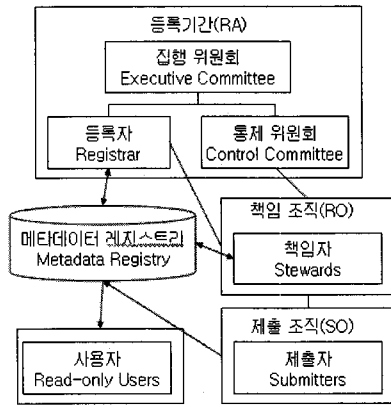 등록기간(RA)
집행 위원회
Executive Committee
등록자
Registrar
통제 위원회
Control Committee
메타데이터 레지스트리
Metadata Registry
책임 조직(RO)
책임자
Stewards
제출 조직(SO)
제출자
Submitters
사용자
Read-only Users